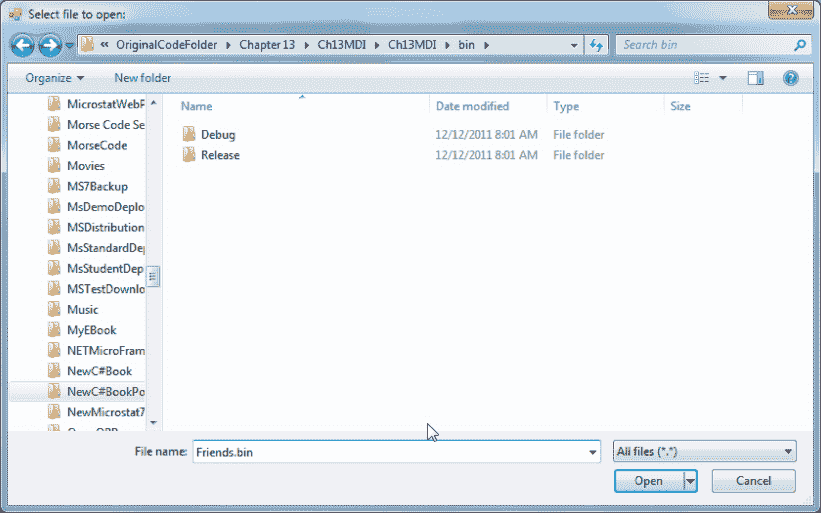 Select file to open:
« OriginalCodeFolder Chapter 13 Ch13MDI Ch13MDI bin Search bin
Organize New folder
Name Date modified Type Size
MicrostatWebP
Morse Code Se
MorseCode
Movies
MS7Backup
MsDemoDeplo
MSDistribution
MsStandardDep
MsStudentDep
MSTestDownlo
Music
MyEBook
NETMicroFram
NewC#Book
NewC#BookPo
NewMicrostat7
Debug 12/12/2011 8:01 AM File folder
Release 12/12/2011 8:01 AM File folder
File name: Friends.bin All files (*.*)
Open Cancel